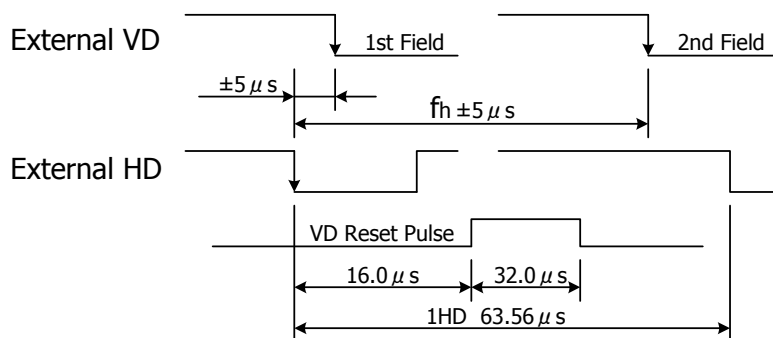 External VD
1st Field
2nd Field
±5μs
fh ±5μs
External HD
VD Reset Pulse
16.0μs
32.0μs
1HD 63.56μs